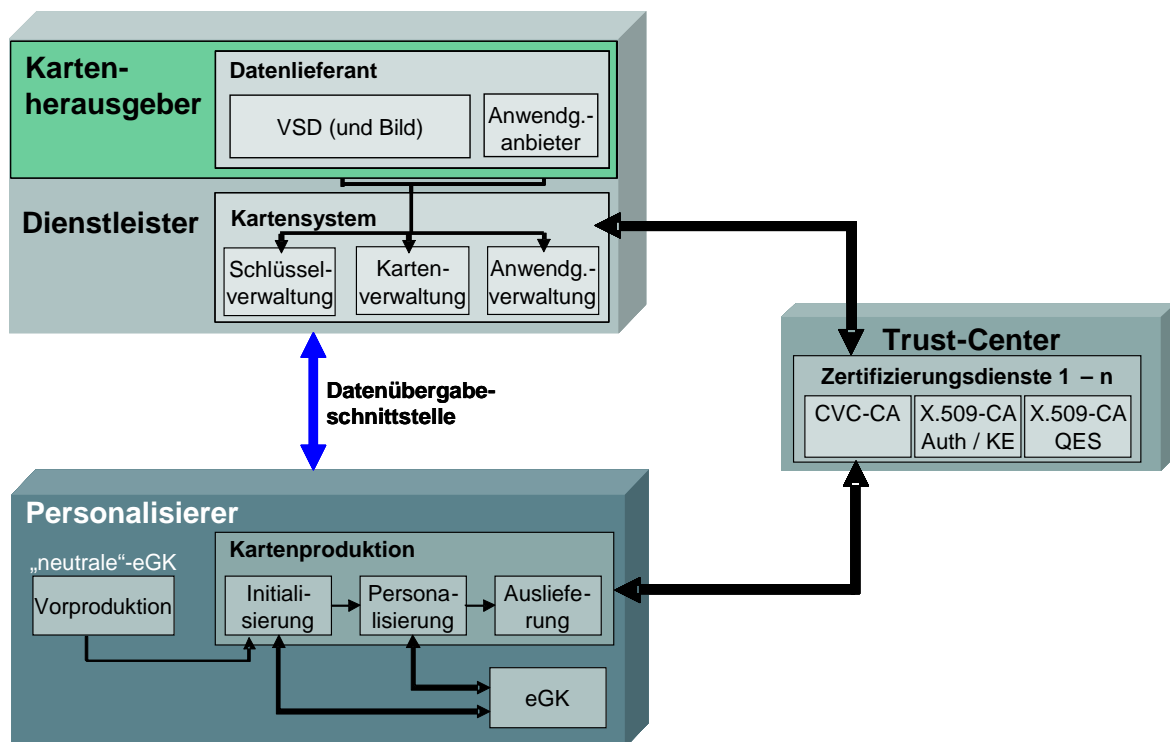 Karten-
herausgeber
Datenlieferant
VSD (und Bild)
Anwendg.-
anbieter
Dienstleister
Kartensystem
Schlüssel-
verwaltung
Karten-
verwaltung
Anwendg.-
verwaltung
Trust-Center
Zertifizierungsdienste 1 – n
CVC-CA
X.509-CA
Auth / KE
X.509-CA
QES
Datenübergabe-
schnittstelle
Personalisierer
„neutrale“-eGK
Vorproduktion
Kartenproduktion
Initiali-
sierung
Persona-
lisierung
Ausliefe-
rung
eGK